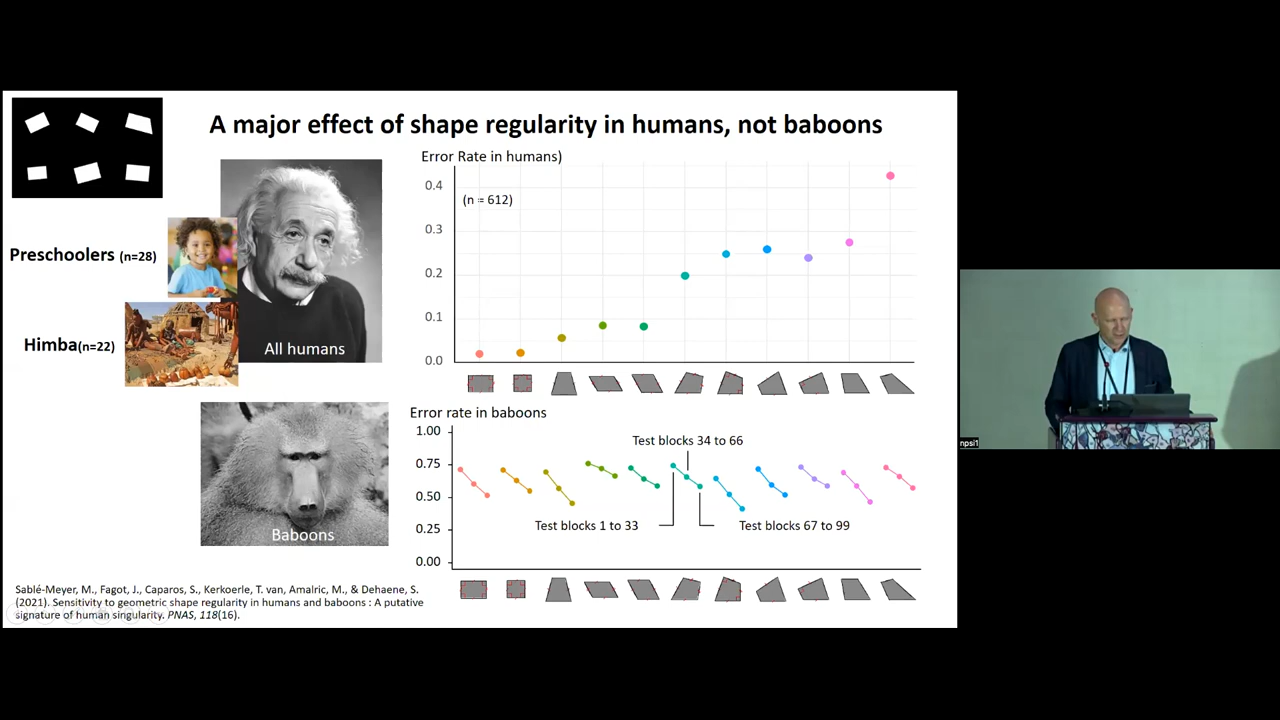 A major effect of shape regularity in humans, not baboons
Error Rate in humans)
0.4
(n = 612)
0.3
0.2
0.1
0.0
Preschoolers (n=28)
Himba(n=22)
All humans
Error rate in baboons
1.00
Test blocks 34 to 66
0.75
0.50
Test blocks 1 to 33
Test blocks 67 to 99
0.25
0.00
Baboons
Sablé-Meyer, M., Fagot, J., Caparos, S., Kerkoerle, T. van, Amalric, M., & Dehaene, S.
(2021). Sensitivity to geometric shape regularity in humans and baboons : A putative
signature of human singularity. PNAS, 118(16).
npsi1